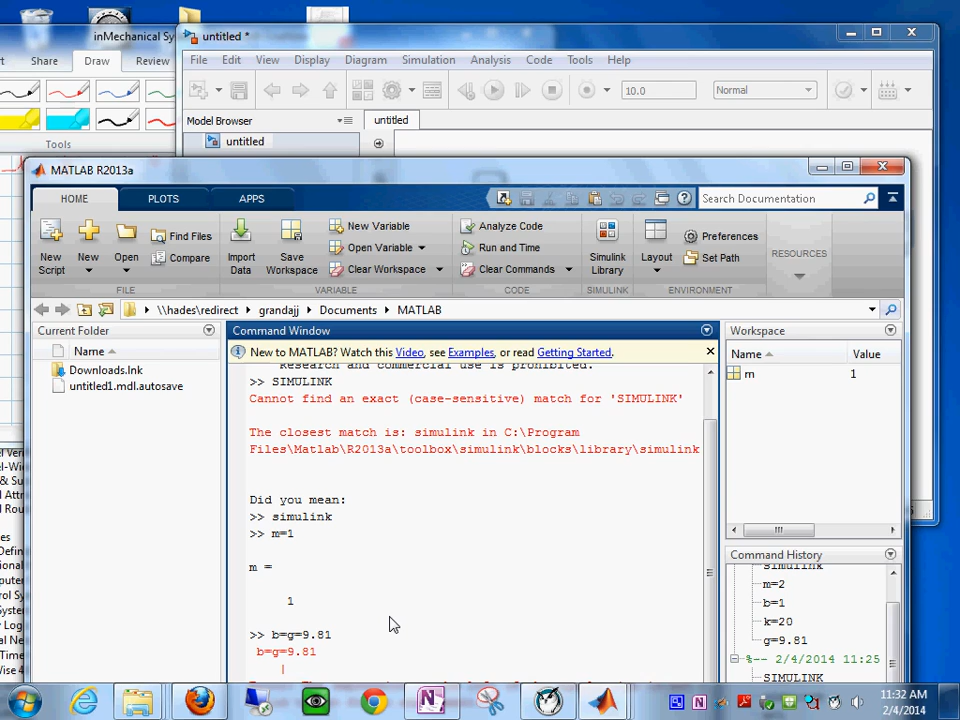 inMechanical Sy
untitled *
Share Draw Review
File Edit View Display Diagram Simulation Analysis Code Tools Help
10.0 Normal
Model Browser untitled
untitled
Tools
MATLAB R2013a
HOME PLOTS APPS
Search Documentation
New Script
New
Open
Find Files
Compare
Import Data
Save Workspace
New Variable
Open Variable
Clear Workspace
Analyze Code
Run and Time
Clear Commands
Simulink Library
Layout
Preferences
Set Path
RESOURCES
FILE VARIABLE CODE SIMULINK ENVIRONMENT
\\hades\redirect grandajj Documents MATLAB
Current Folder
Name
Downloads.lnk
untitled1.mdl.autosave
Command Window
New to MATLAB? Watch this Video, see Examples, or read Getting Started.
Research and commercial use is prohibited.
>> SIMULINK
Cannot find an exact (case-sensitive) match for 'SIMULINK'
The closest match is: simulink in C:\Program
Files\Matlab\R2013a\toolbox\simulink\blocks\library\simulink
Did you mean:
>> simulink
>> m=1
m =
1
>> b=g=9.81
b=g=9.81
|
Workspace
Name Value
m 1
Command History
simulink
m=2
b=1
k=20
g=9.81
%-- 2/4/2014 11:25
SIMULINK
11:32 AM
2/4/2014